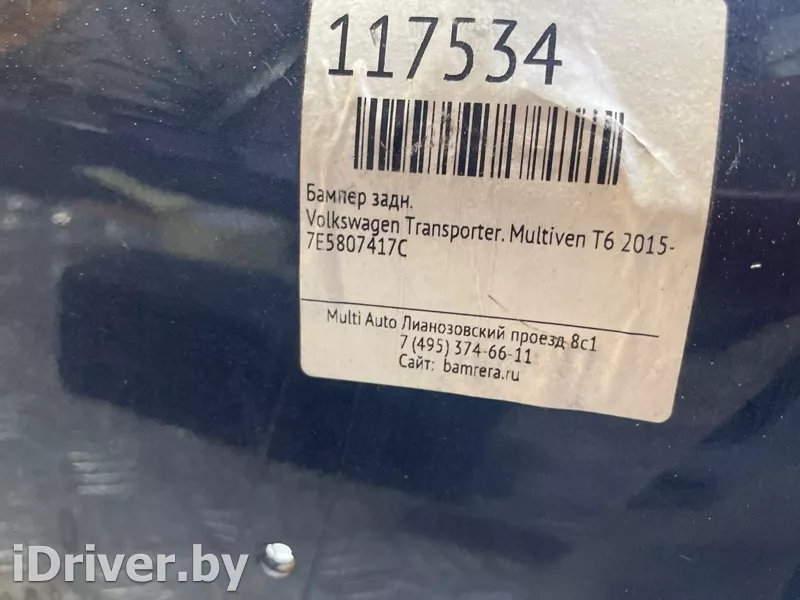 117534
Бампер задн.
Volkswagen Transporter. Multiven T6 2015-
7E5807417C
Multi Auto Лианозовский проезд 8с1
7 (495) 374-66-11
Сайт: bamrera.ru
iDriver.by